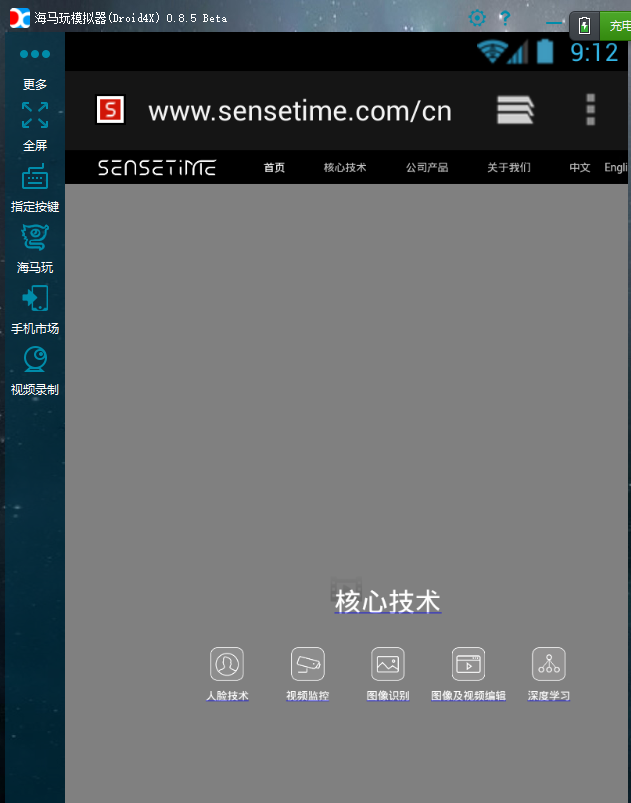 海马玩模拟器(Droid4X) 0.8.5 Beta
充电
更多
9:12
全屏
www.sensetime.com/cn
指定按键
SENSETIME 首页 核心技术 公司产品 关于我们 中文 Engli
海马玩
手机市场
视频录制
核心技术
人脸技术 视频监控 图像识别 图像及视频编辑 深度学习